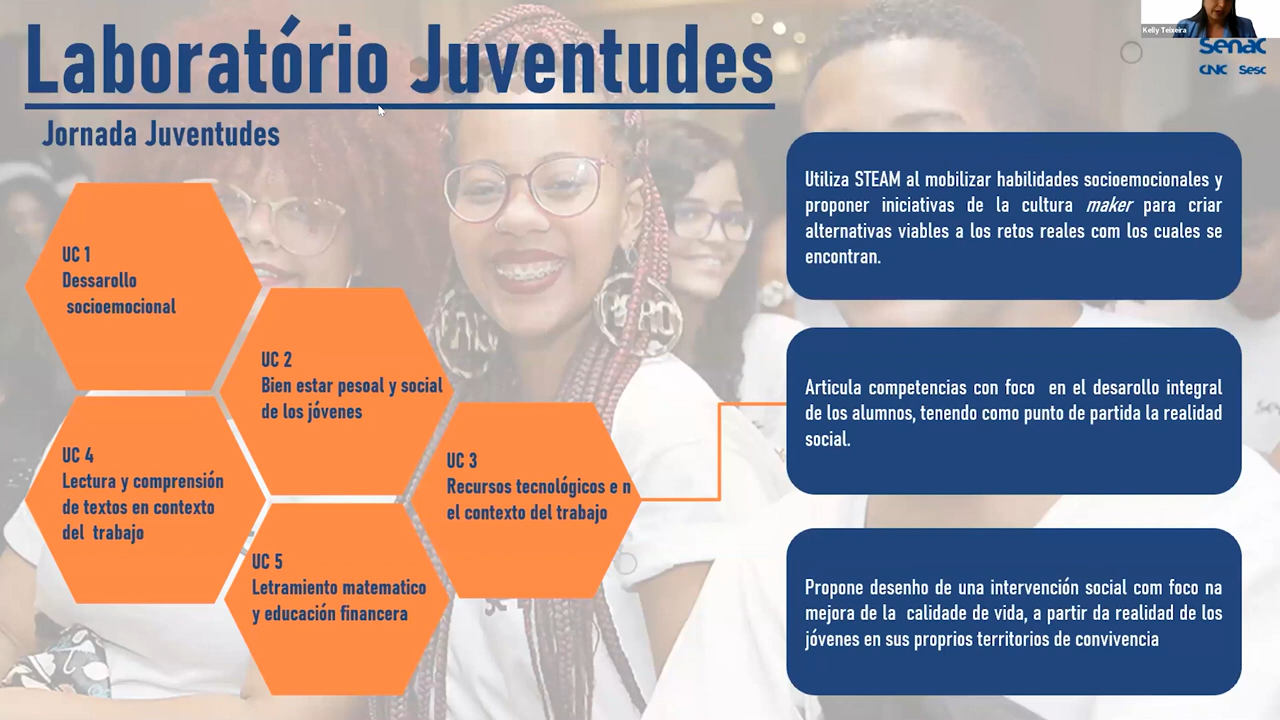 Laboratório Juventudes
Jornada Juventudes
Kelly Teixeira
Senac
CNC Sesc
UC 1
Dessarollo
socioemocional
UC 2
Bien estar pesoal y social
de los jóvenes
UC 3
Recursos tecnológicos e n
el contexto del trabajo
UC 4
Lectura y comprensión
de textos en contexto
del trabajo
UC 5
Letramiento matematico
y educación financera
Utiliza STEAM al mobilizar habilidades socioemocionales y
proponer iniciativas de la cultura maker para criar
alternativas viables a los retos reales com los cuales se
encontran.
Articula competencias con foco en el desarollo integral
de los alumnos, tenendo como punto de partida la realidad
social.
Propone desenho de una intervención social com foco na
mejora de la calidade de vida, a partir da realidad de los
jóvenes en sus proprios territorios de convivencia